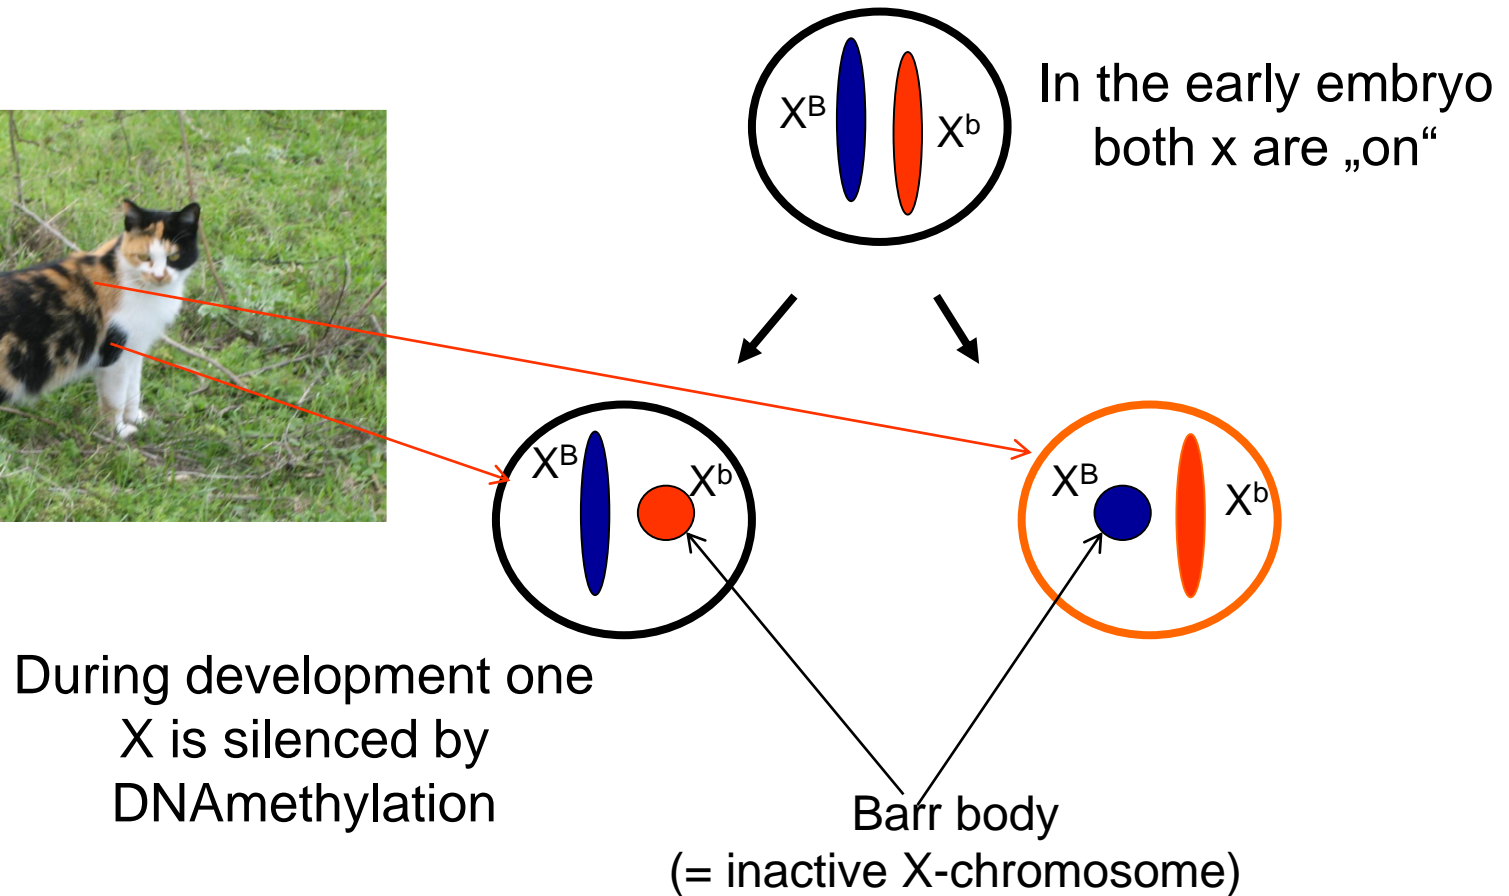 In the early embryo
both x are „on“
X^B
X^b
X^B
X^b
X^B
X^b
During development one
X is silenced by
DNAmethylation
Barr body
(= inactive X-chromosome)